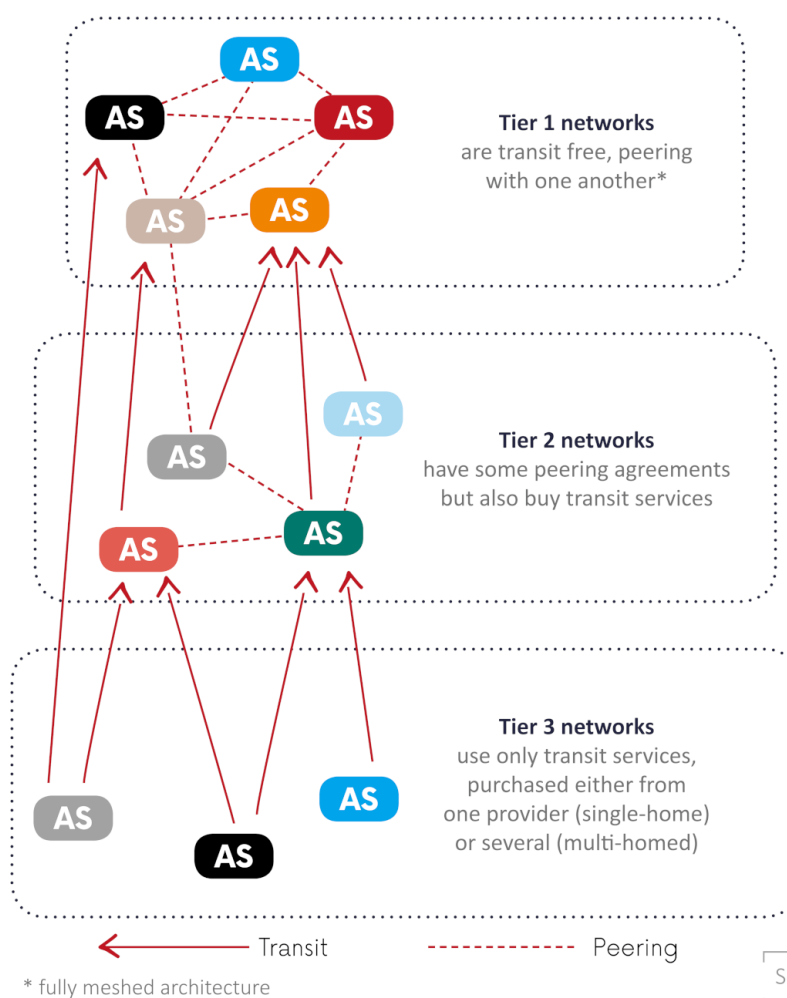 AS
AS
AS
AS
AS
Tier 1 networks
are transit free, peering
with one another*
AS
AS
AS
AS
Tier 2 networks
have some peering agreements
but also buy transit services
AS
AS
AS
Tier 3 networks
use only transit services,
purchased either from
one provider (single-home)
or several (multi-homed)
Transit
Peering
* fully meshed architecture
S